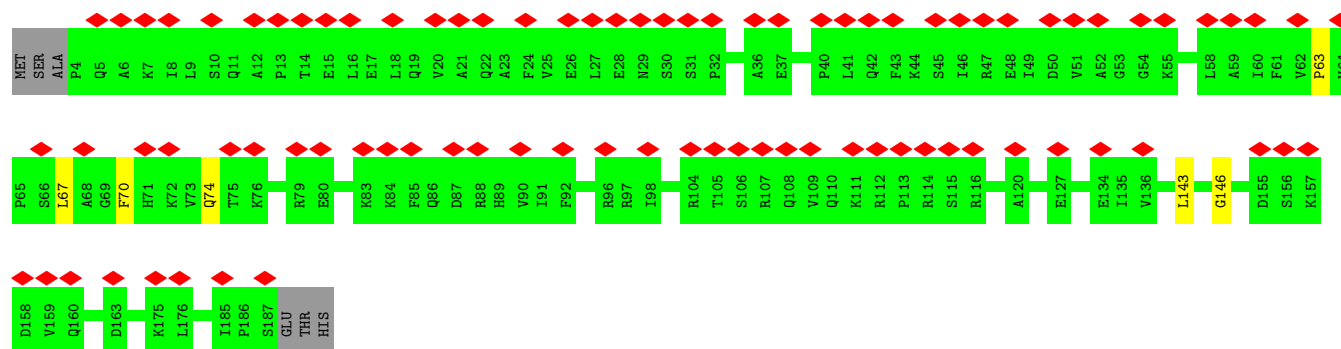 MET SER ALA P4 Q5 A6 K7 I8 L9 S10 Q11 A12 P13 T14 E15 L16 E17 L18 Q19 V20 A21 Q22 A23 F24 V25 E26 L27 E28 N29 S30 S31 P32 A36 E37 P40 L41 Q42 F43 K44 S45 I46 R47 E48 I49 D50 V51 A52 G53 G54 K55 L58 A59 I60 F61 V62 P63
P65 S66 L67 A68 G69 F70 H71 K72 V73 Q74 T75 K76 R79 E80 K83 K84 F85 Q86 D87 R88 H89 V90 I91 F92 R96 R97 I98 R104 T105 S106 R107 Q108 V109 Q110 K111 R112 P113 R114 S115 R116 A120 E127 E134 I135 V136 L143 G146 D155 S156 K157
D158 V159 Q160 D163 K175 L176 I185 P186 S187 GLU THR HIS